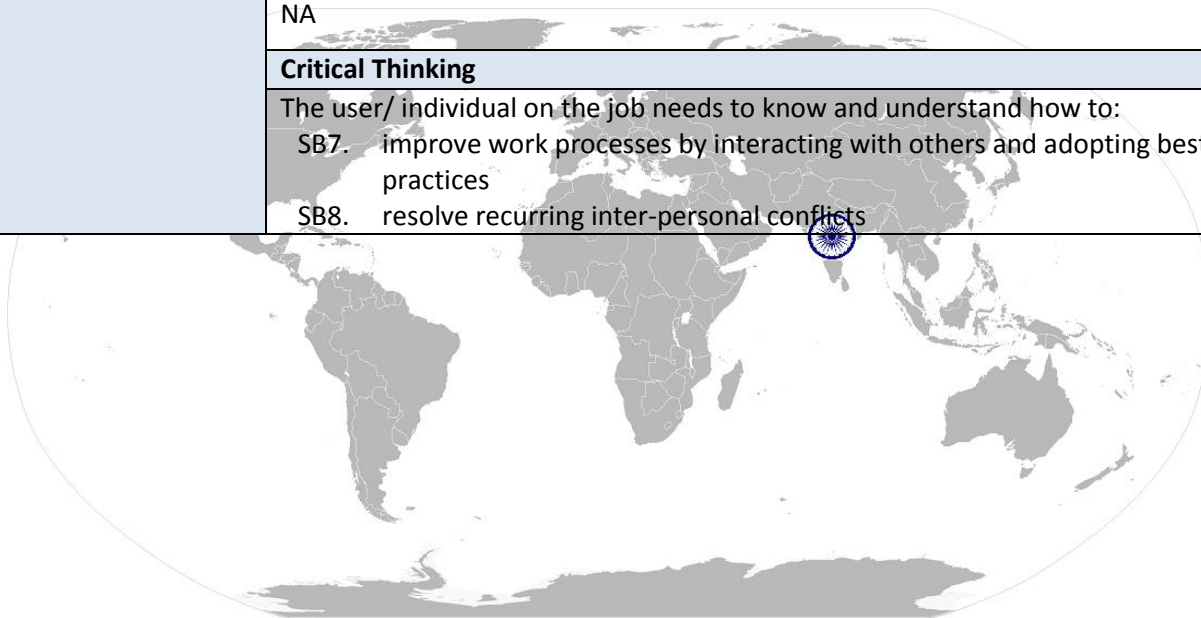 NA
Critical Thinking
The user/ individual on the job needs to know and understand how to:
SB7. improve work processes by interacting with others and adopting best
practices
SB8. resolve recurring inter-personal conflicts